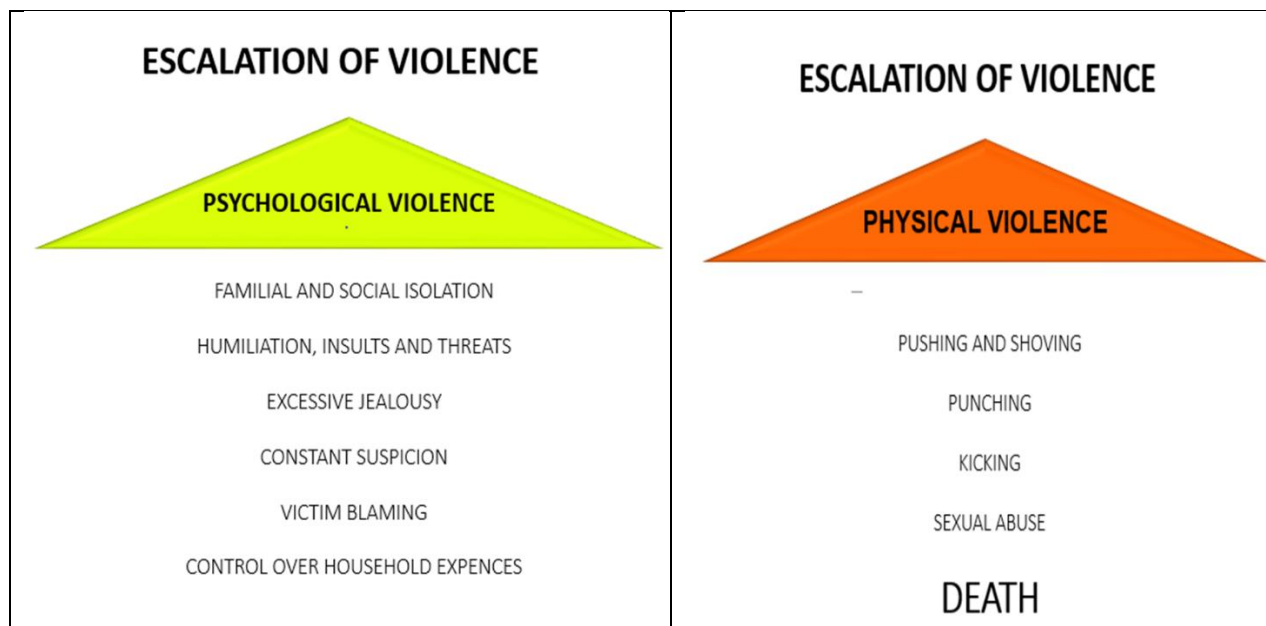 ESCALATION OF VIOLENCE
PSYCHOLOGICAL VIOLENCE
FAMILIAL AND SOCIAL ISOLATION
HUMILIATION, INSULTS AND THREATS
EXCESSIVE JEALOUSY
CONSTANT SUSPICION
VICTIM BLAMING
CONTROL OVER HOUSEHOLD EXPENCES
ESCALATION OF VIOLENCE
PHYSICAL VIOLENCE
PUSHING AND SHOVING
PUNCHING
KICKING
SEXUAL ABUSE
DEATH